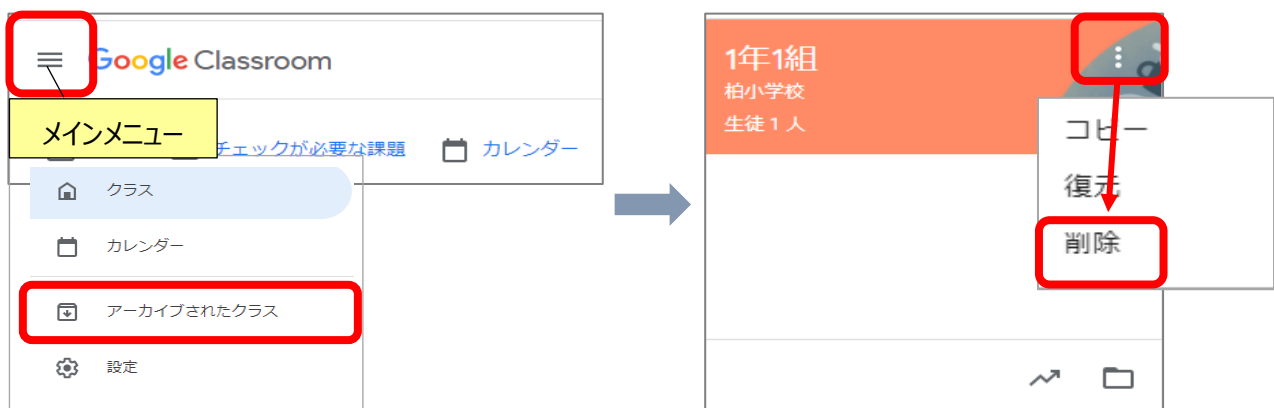 Google Classroom
メインメニュー
チェックが必要な課題
カレンダー
クラス
カレンダー
アーカイブされたクラス
設定
1年1組
柏小学校
生徒 1 人
コピー
復元
削除